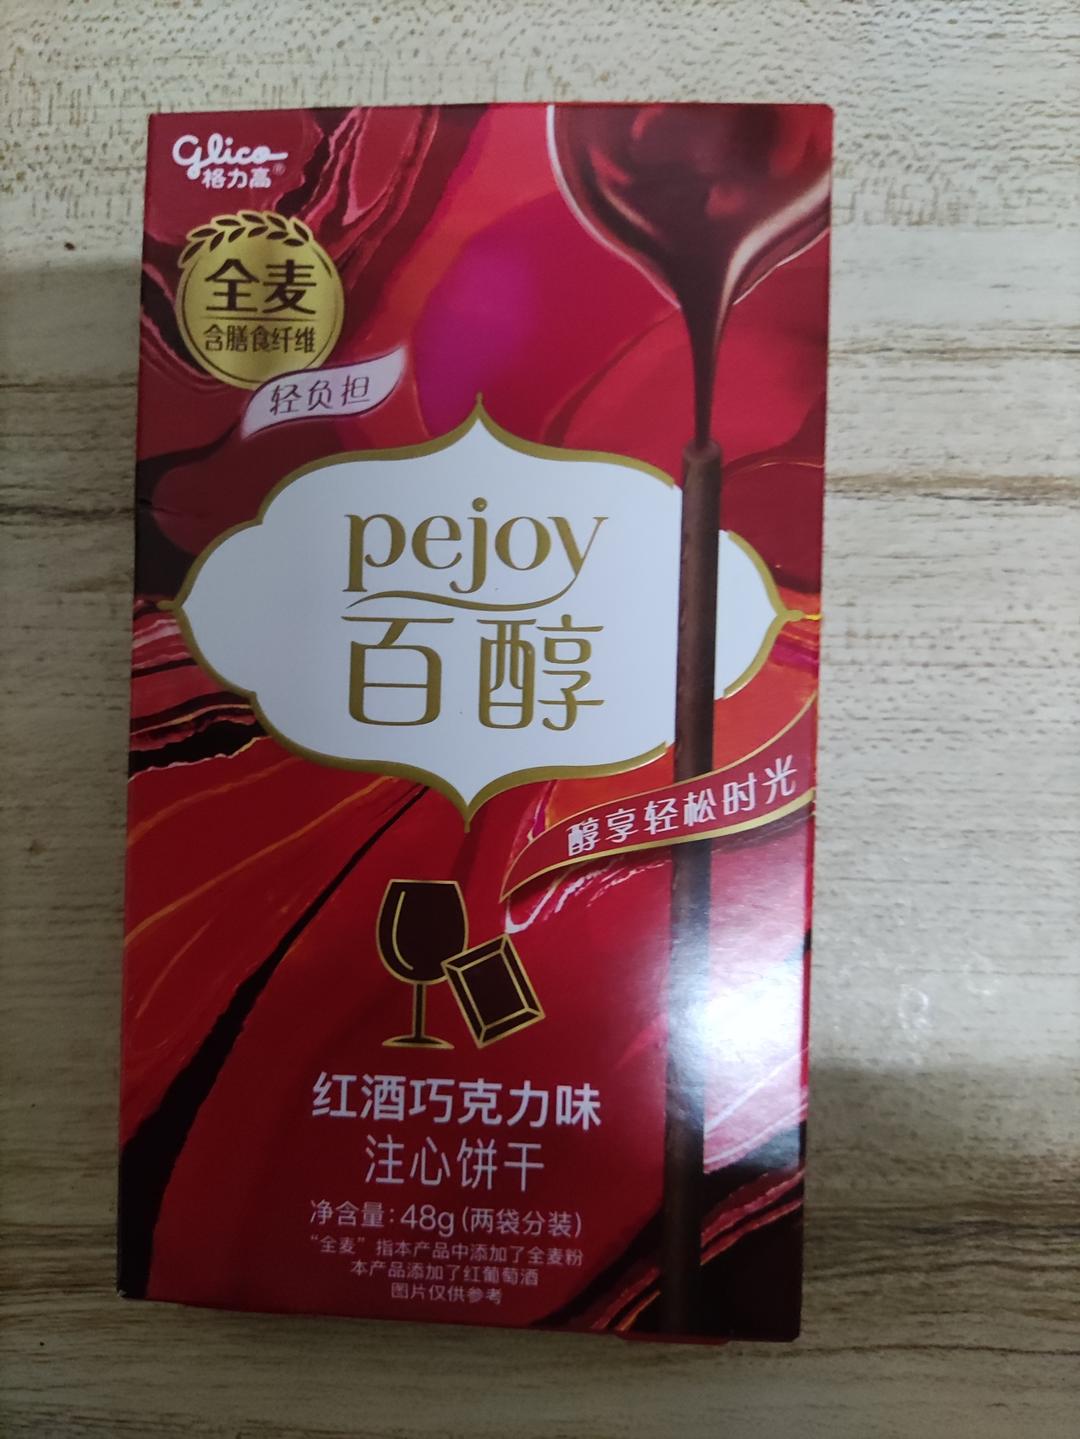 Glico
格力高®
全麦
含膳食纤维
轻负担
pejoy
百醇
醇享轻松时光
红酒巧克力味
注心饼干
净含量：48g（两袋分装）
“全麦”指本产品中添加了全麦粉
本产品添加了红葡萄酒
图片仅供参考